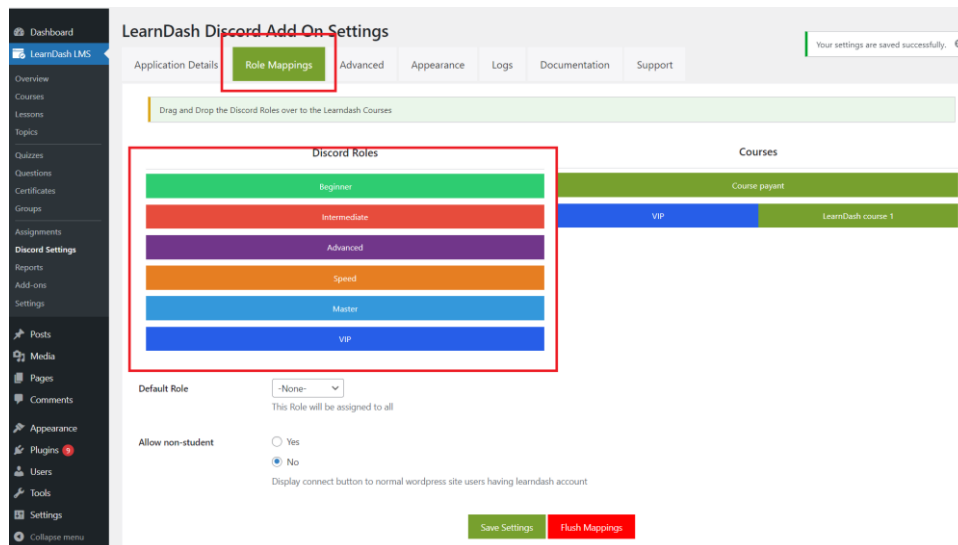 Dashboard
LearnDash LMS
Overview
Courses
Lessons
Topics
Quizzes
Questions
Certificates
Groups
Assignments
Discord Settings
Reports
Add-ons
Settings
Posts
Media
Pages
Comments
Appearance
Plugins 9
Users
Tools
Settings
Collapse menu
LearnDash Discord Add On Settings
Your settings are saved successfully.
Application Details Role Mappings Advanced Appearance Logs Documentation Support
Drag and Drop the Discord Roles over to the Learndash Courses
Discord Roles
Beginner
Intermediate
Advanced
Speed
Master
VIP
Courses
Course payant
VIP LearnDash course 1
Default Role -None-
This Role will be assigned to all
Allow non-student Yes
No
Display connect button to normal wordpress site users having learndash account
Save Settings Flush Mappings